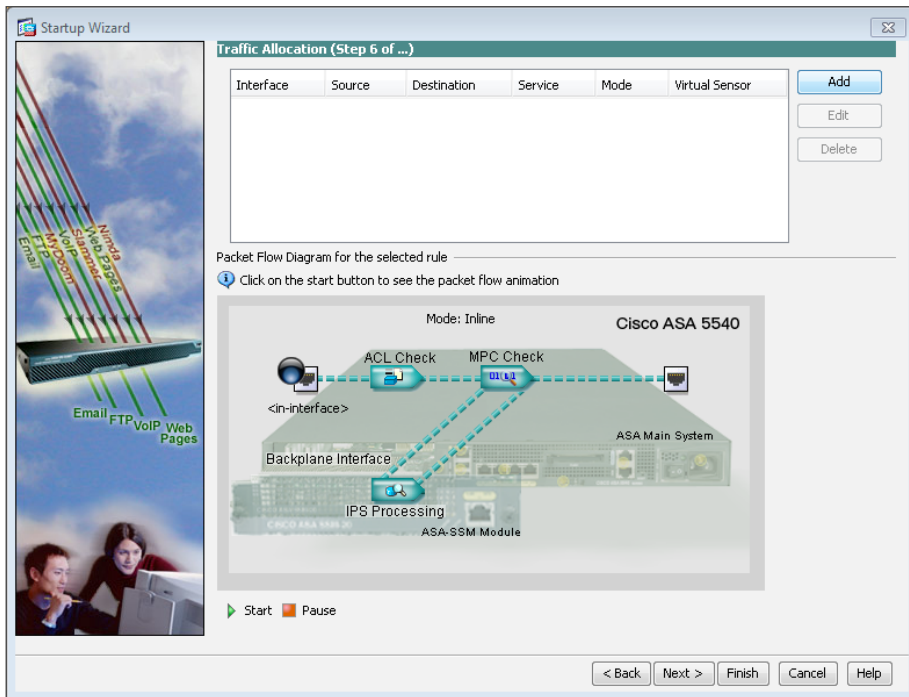 Startup Wizard
Traffic Allocation (Step 6 of ...)
Interface Source Destination Service Mode Virtual Sensor
Add
Edit
Delete
Nimda
Web Pages
Slammer
VoIP
MyDoom
FTP
Email
Email FTP VoIP Web Pages
Packet Flow Diagram for the selected rule
Click on the start button to see the packet flow animation
Mode: Inline
Cisco ASA 5540
ACL Check MPC Check
<in-interface>
ASA Main System
Backplane Interface
IPS Processing
ASA-SSM Module
Start Pause
< Back Next > Finish Cancel Help